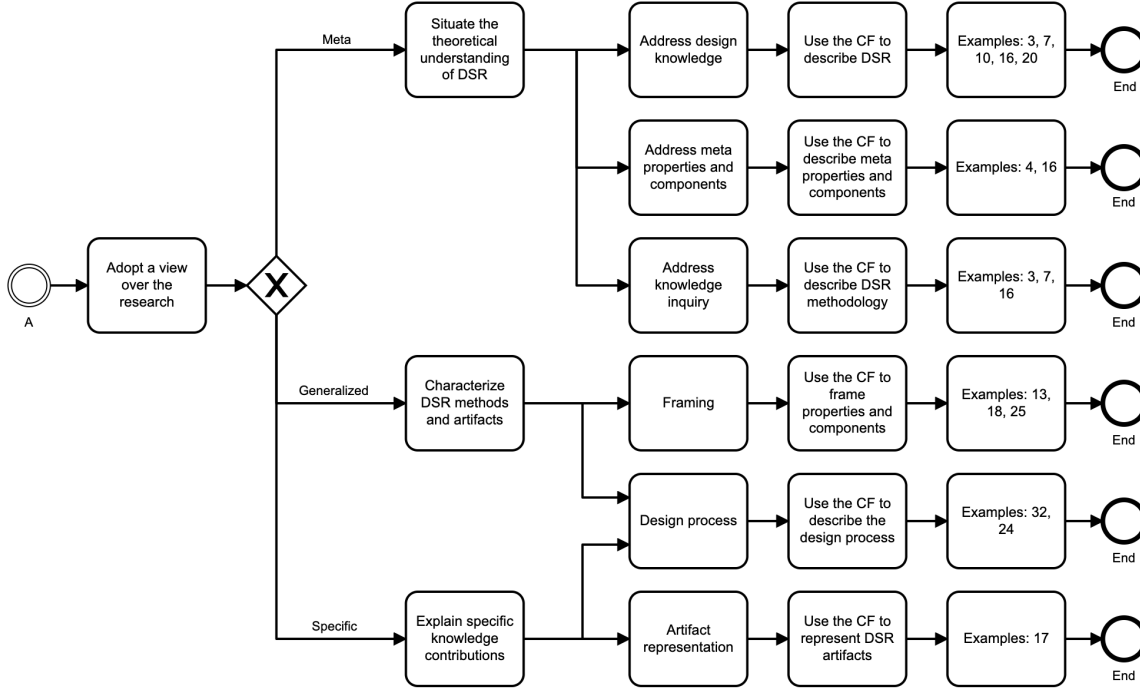 Meta
Situate the
theoretical
understanding
of DSR
Address design
knowledge
Use the CF to
describe DSR
Examples: 3, 7,
10, 16, 20
End
Address meta
properties and
components
Use the CF to
describe meta
properties and
components
Examples: 4, 16
End
A
Adopt a view
over the
research
X
Address
knowledge
inquiry
Use the CF to
describe DSR
methodology
Examples: 3, 7,
16
End
Generalized
Characterize
DSR methods
and artifacts
Framing
Use the CF to
frame
properties and
components
Examples: 13,
18, 25
End
Design process
Use the CF to
describe the
design process
Examples: 32,
24
End
Specific
Explain specific
knowledge
contributions
Artifact
representation
Use the CF to
represent DSR
artifacts
Examples: 17
End